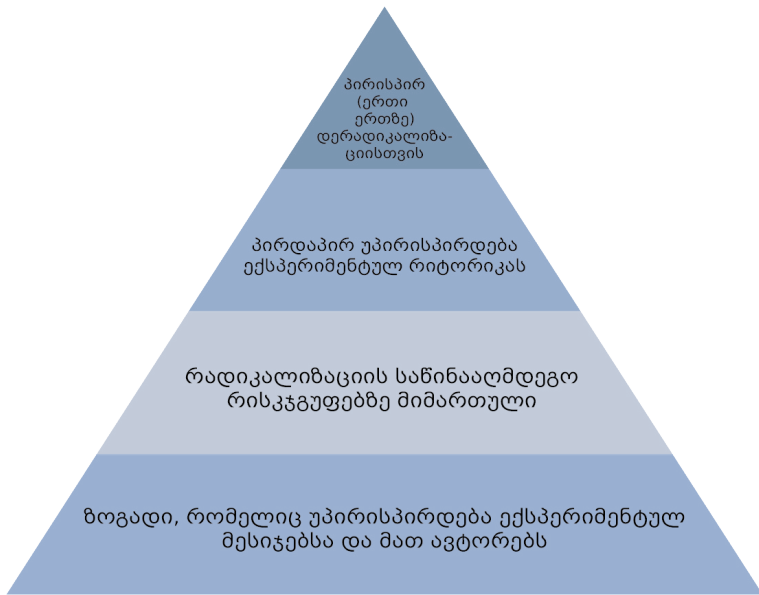 პირისპირ
(ერთი
ერთზე)
დერადიკალიზა-
ციისთვის
პირდაპირ უპირისპირდება
ექსპერიმენტულ რიტორიკას
რადიკალიზაციის საწინააღმდეგო
რისკჯგუფებზე მიმართული
ზოგადი, რომელიც უპირისპირდება ექსპერიმენტულ
მესიჯებსა და მათ ავტორებს